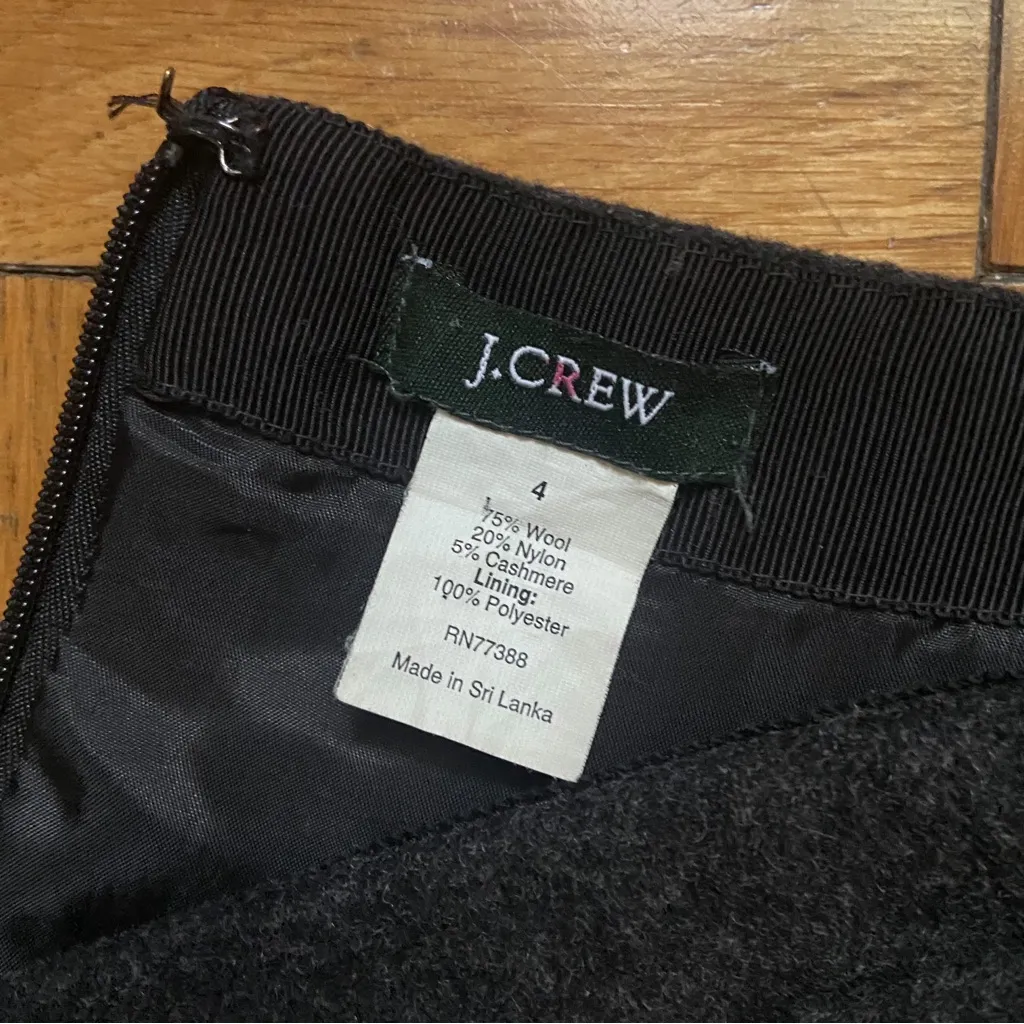 J.CREW
4
75% Wool
20% Nylon
5% Cashmere
Lining:
100% Polyester
RN77388
Made in Sri Lanka